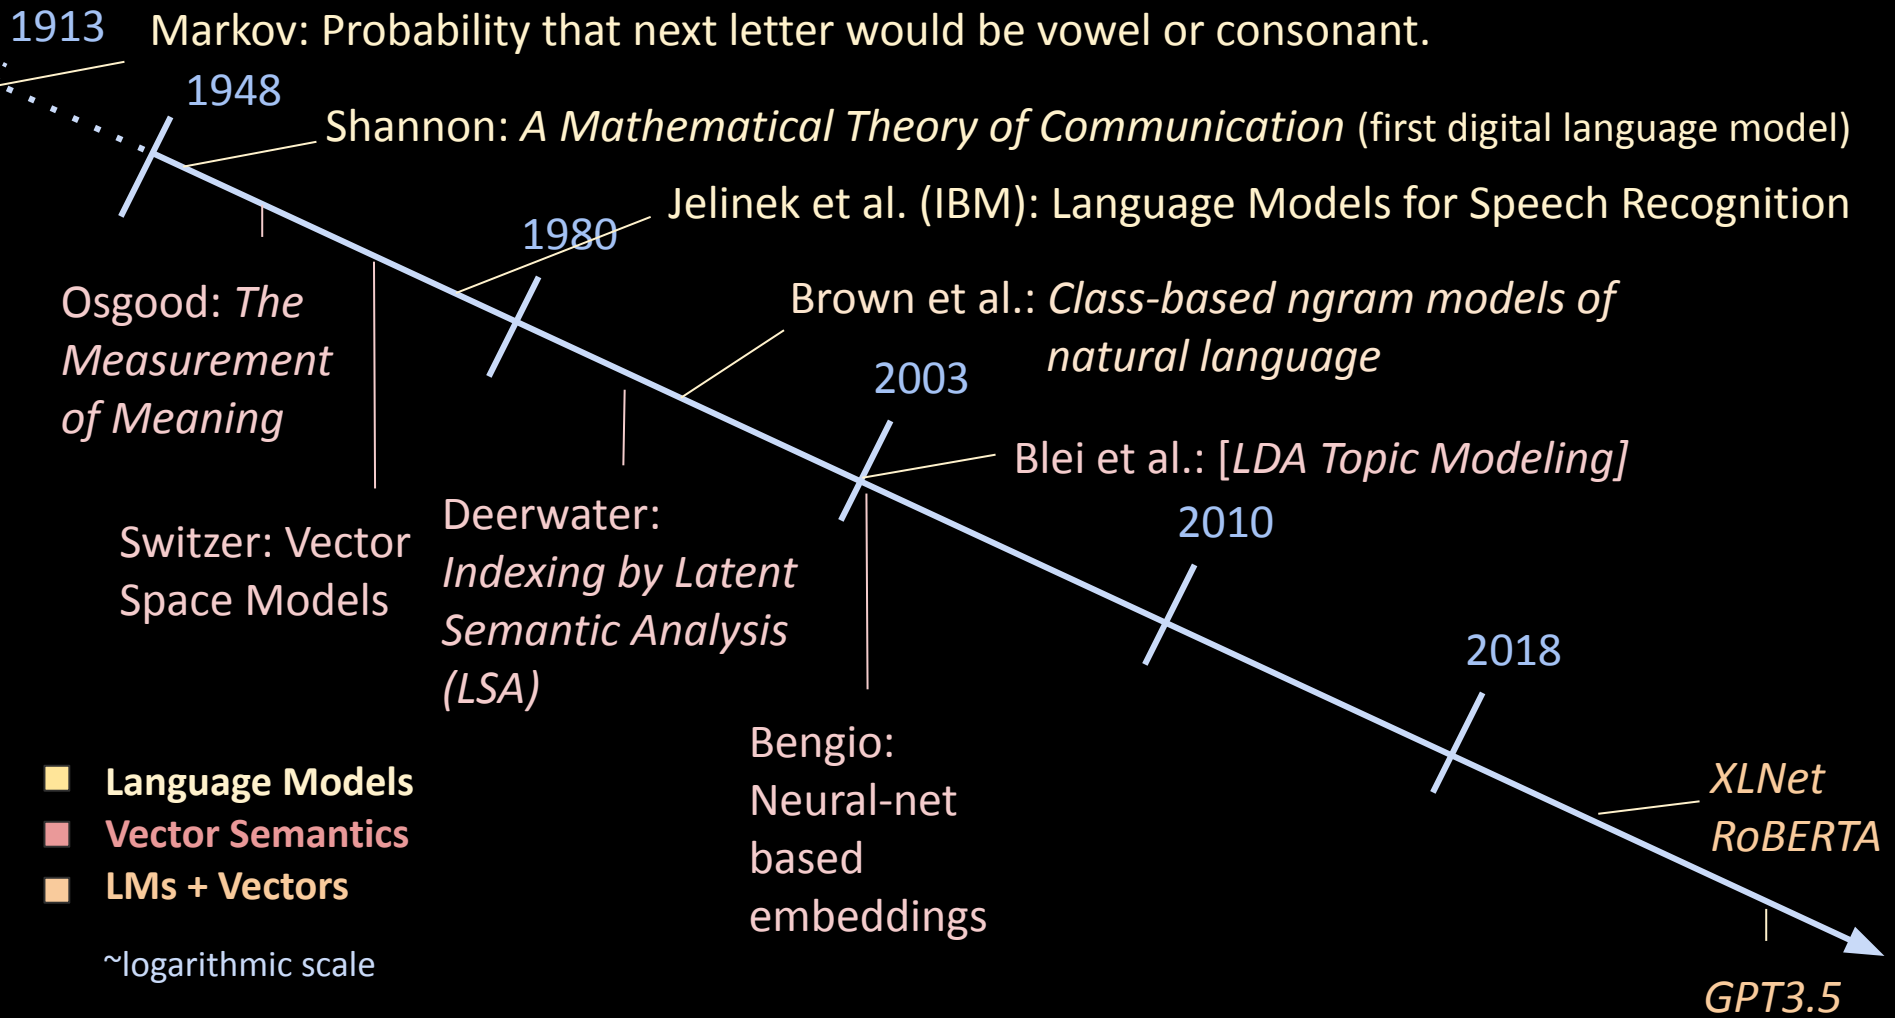 1913
Markov: Probability that next letter would be vowel or consonant.
1948
Shannon: A Mathematical Theory of Communication (first digital language model)
Jelinek et al. (IBM): Language Models for Speech Recognition
1980
Osgood: The
Measurement
of Meaning
Brown et al.: Class-based ngram models of
natural language
2003
Blei et al.: [LDA Topic Modeling]
Switzer: Vector
Space Models
Deerwater:
Indexing by Latent
Semantic Analysis
(LSA)
2010
2018
Bengio:
Neural-net
based
embeddings
XLNet
RoBERTA
GPT3.5
Language Models
Vector Semantics
LMs + Vectors
~logarithmic scale